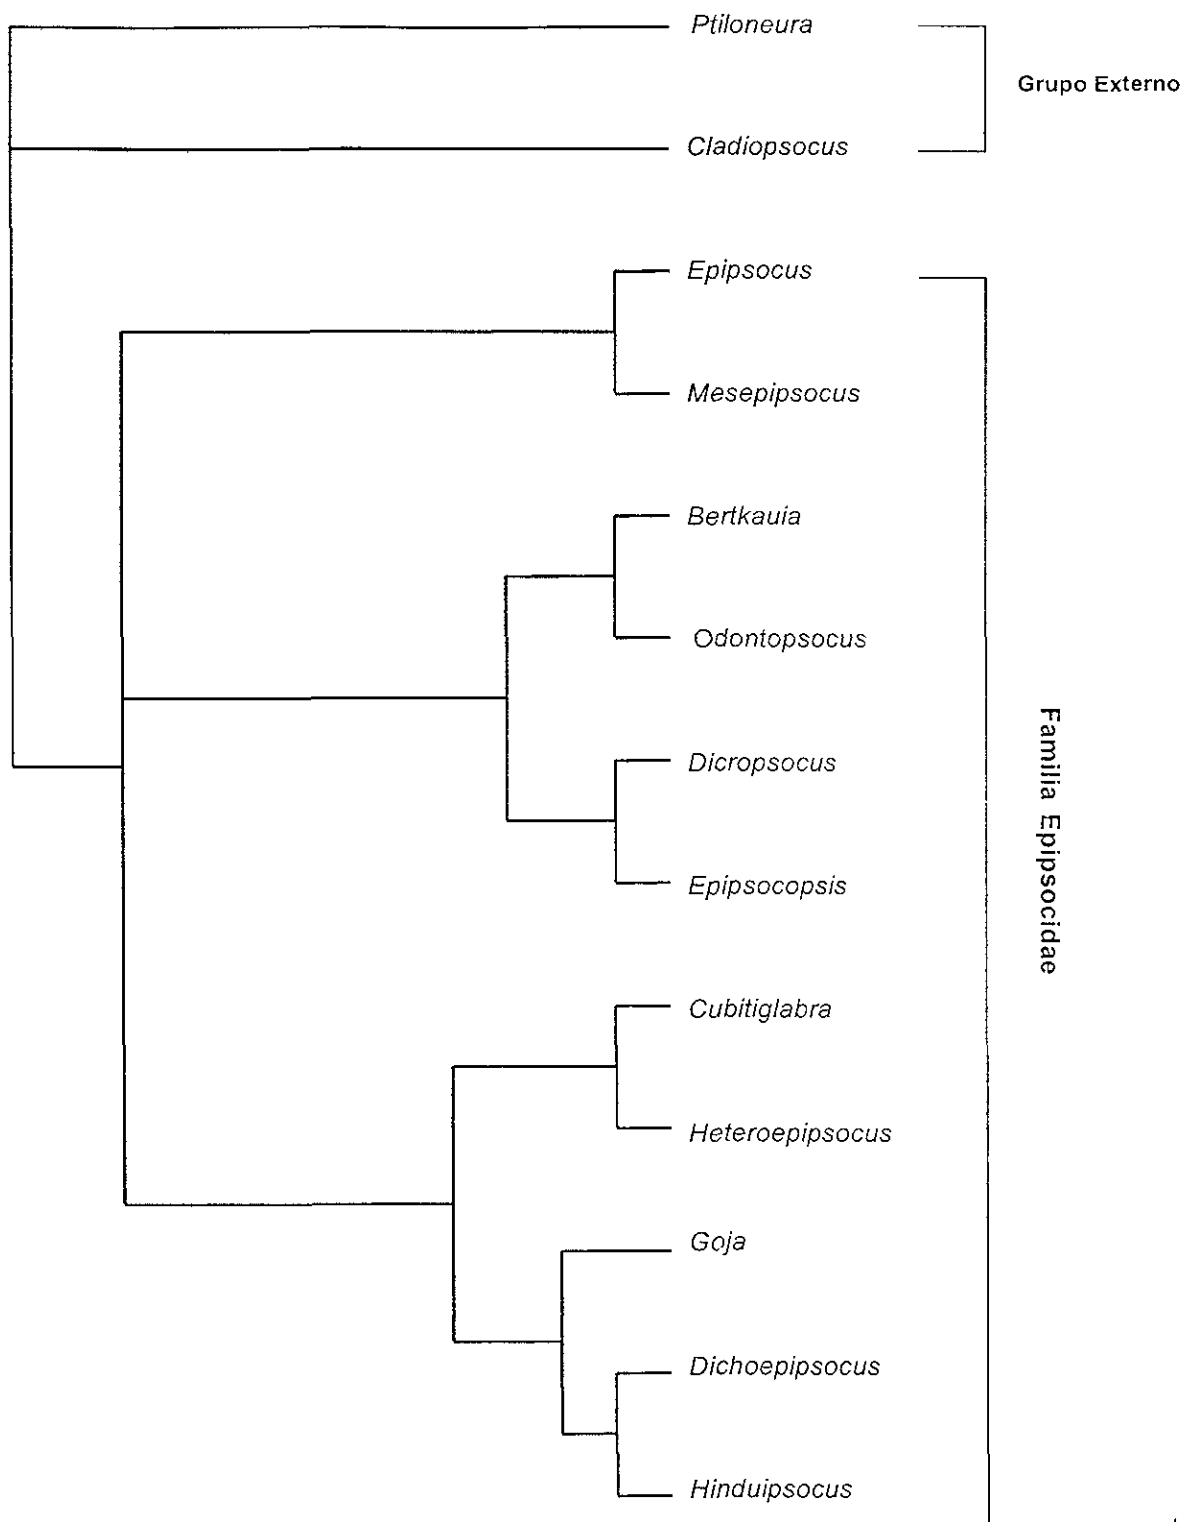 Ptiloneura
Grupo Externo
Cladiopsocus
Epipsocus
Mesepipsocus
Bertkauia
Odontopsocus
Dicropsocus
Epipsocopsis
Familia Epipsocidae
Cubitiglabra
Heteroepipsocus
Goja
Dichoepipsocus
Hinduipsocus